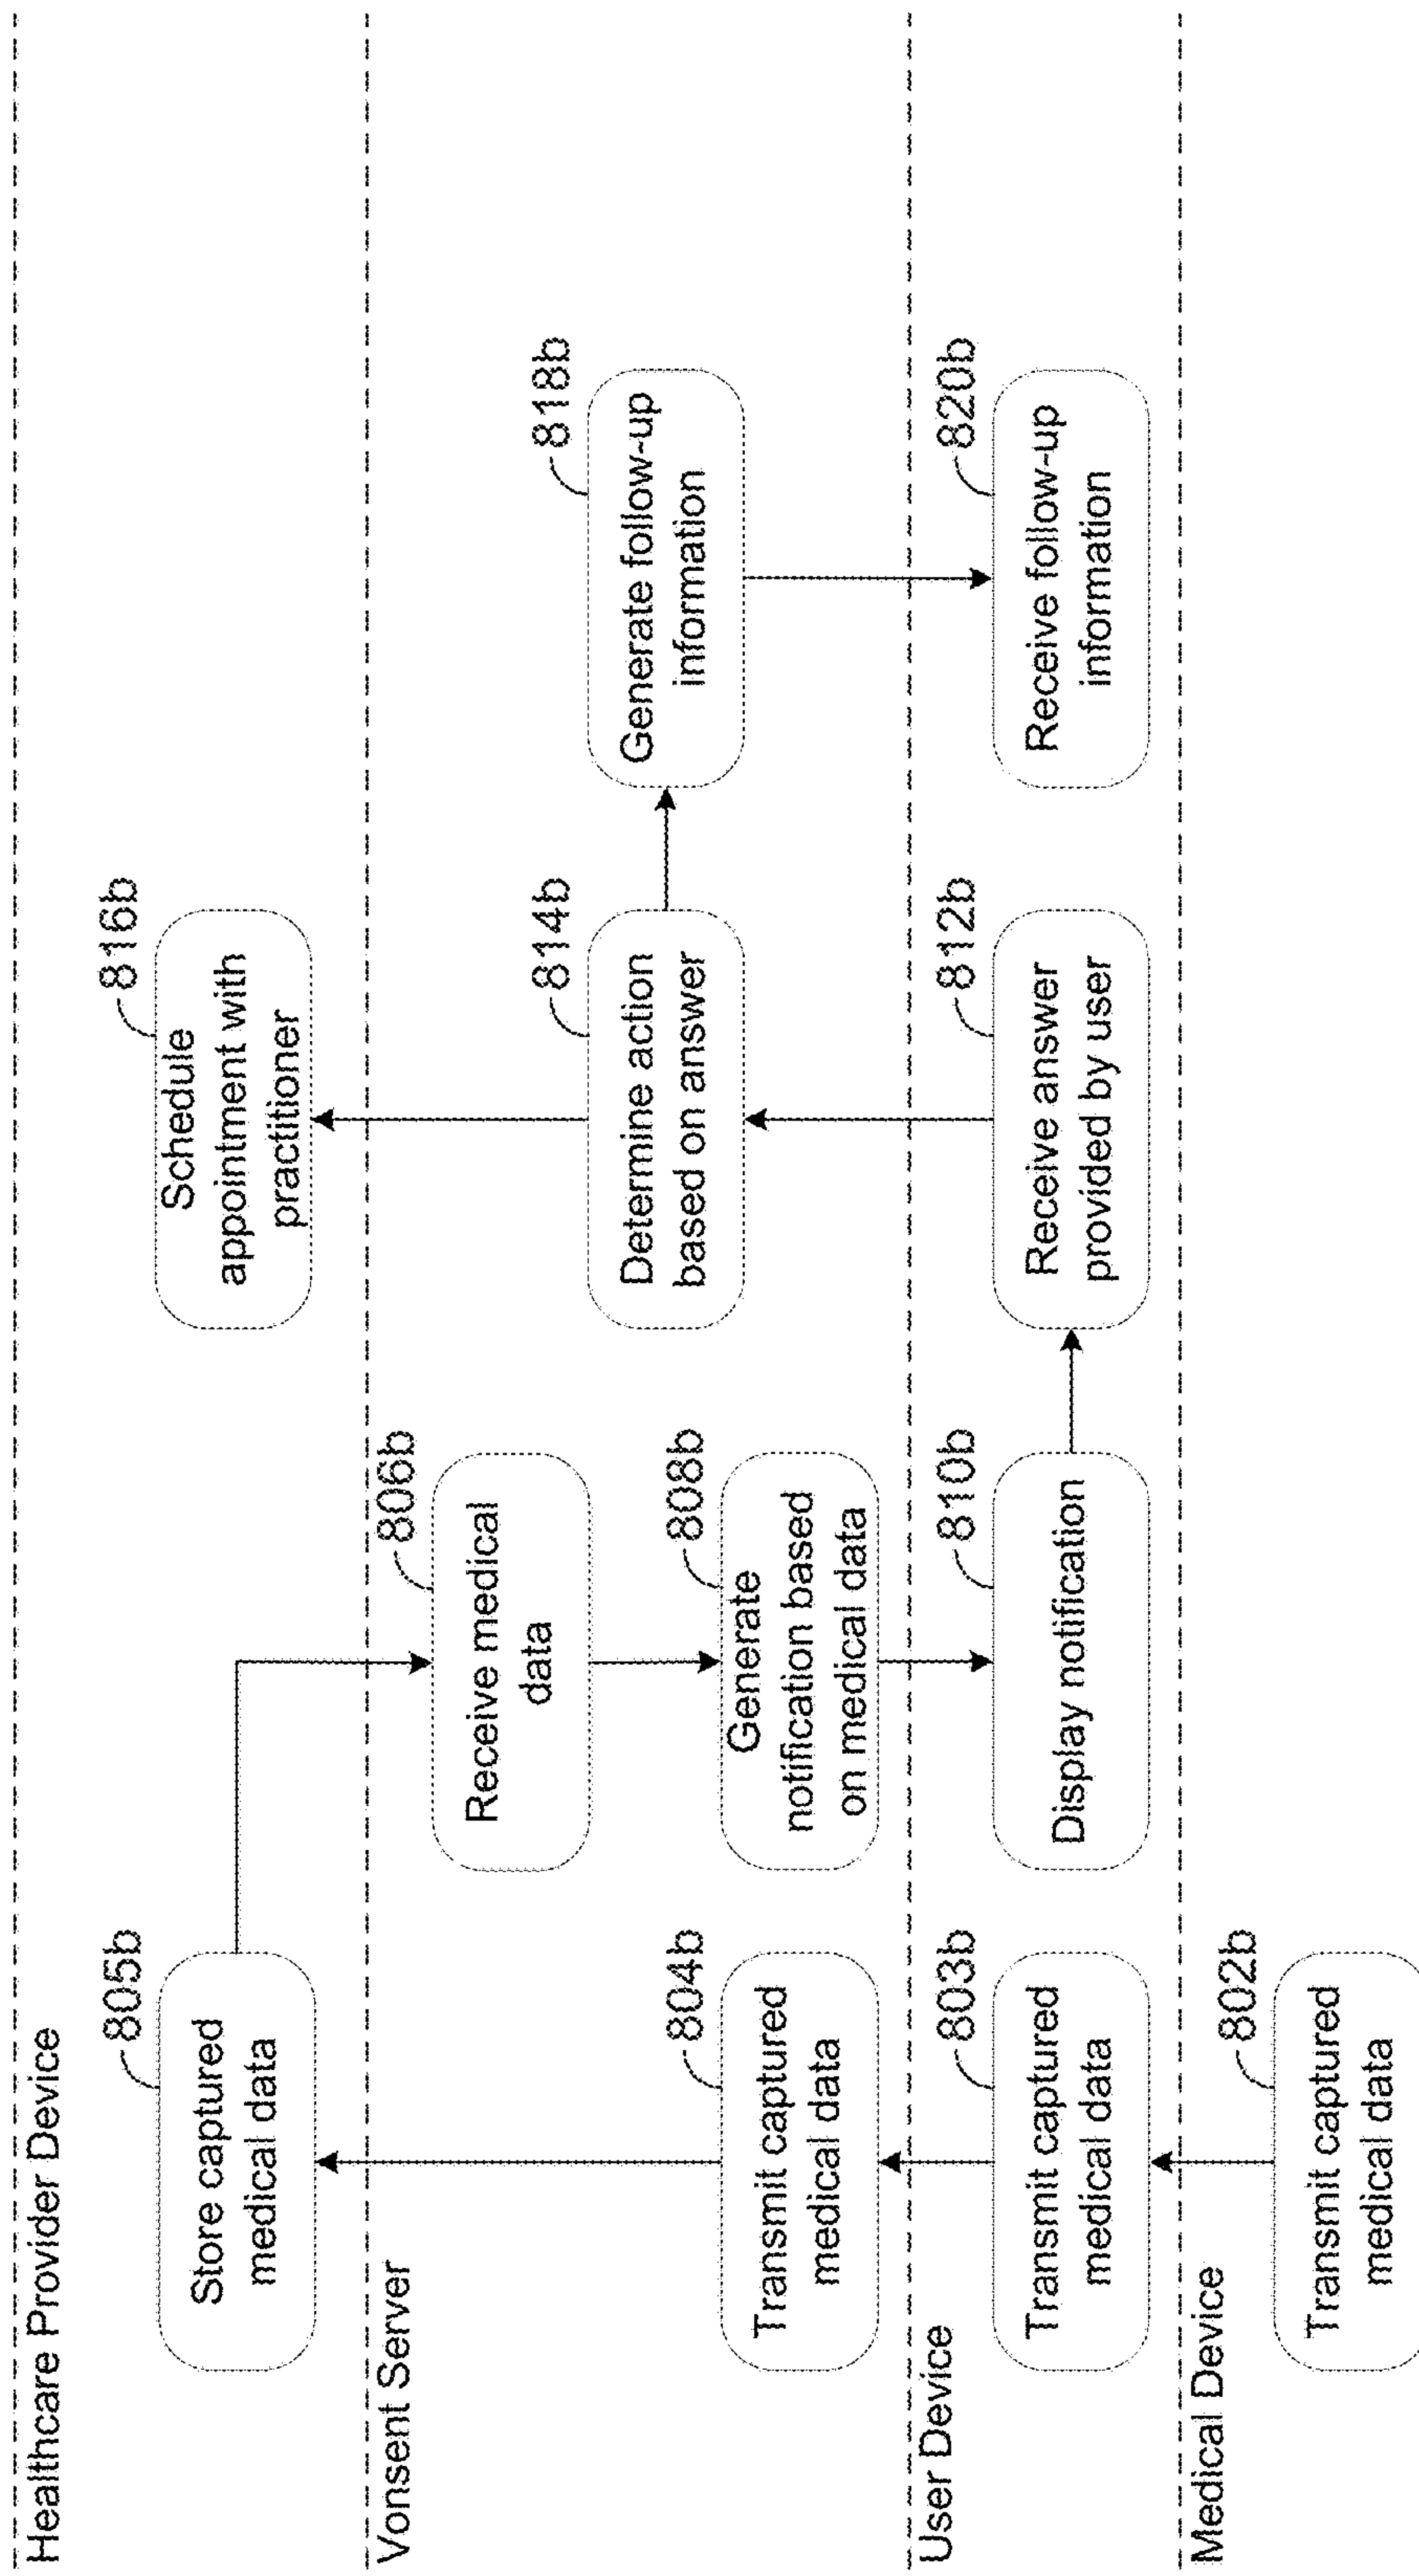 Healthcare Provider Device
805b
Store captured
medical data
816b
Schedule
appointment with
practitioner
Vonsent Server
806b
Receive medical
data
804b
Transmit captured
medical data
808b
Generate
notification based
on medical data
814b
Determine action
based on answer
818b
Generate follow-up
information
User Device
803b
Transmit captured
medical data
810b
Display notification
812b
Receive answer
provided by user
820b
Receive follow-up
information
Medical Device
802b
Transmit captured
medical data